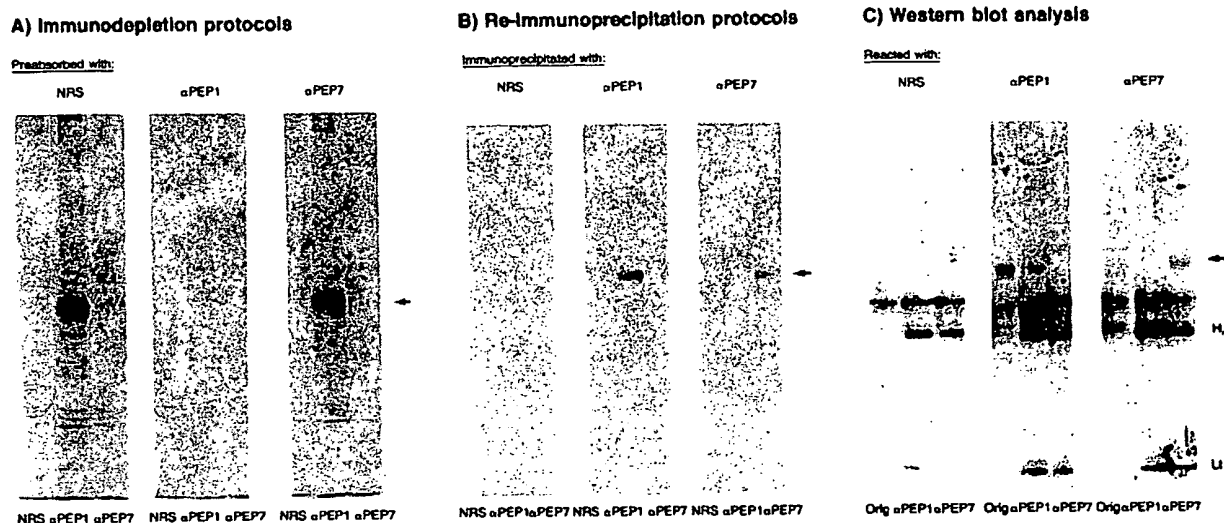 A) Immunodepletion protocols
Preabsorbed with:
NRS αPEP1 αPEP7
NRS αPEP1 αPEP7 NRS αPEP1 αPEP7 NRS αPEP1 αPEP7
B) Re-immunoprecipitation protocols
Immunoprecipitated with:
NRS αPEP1 αPEP7
NRS αPEP1αPEP7 NRS αPEP1 αPEP7 NRS αPEP1αPEP7
C) Western blot analysis
Reacted with:
NRS αPEP1 αPEP7
H
Orig αPEP1αPEP7 Orig αPEP1αPEP7 OrigαPEP1αPEP7